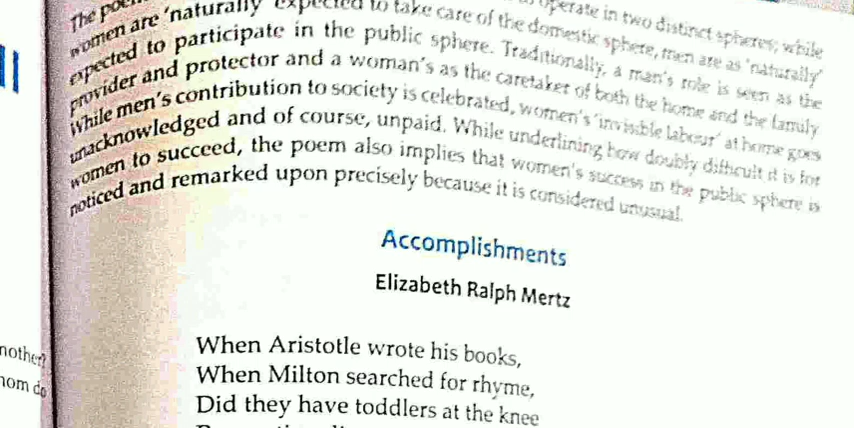 The
operate in two distinct spheres; while
women are 'naturally' expected to take care of the domestic sphere, men are as 'naturally'
expected to participate in the public sphere. Traditionally, a man's role is seen as the
provider and protector and a woman's as the caretaker of both the home and the family.
While men's contribution to society is celebrated, women's 'invisible labour' at home goes
unacknowledged and of course, unpaid. While underlining how doubly difficult it is for
women to succeed, the poem also implies that women's success in the public sphere is
noticed and remarked upon precisely because it is considered unusual.
Accomplishments
Elizabeth Ralph Mertz
When Aristotle wrote his books,
When Milton searched for rhyme,
Did they have toddlers at the knee